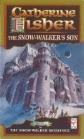 CATHERINE
FISHER
THE SNOW-WALKER'S SON
THE SNOW-WALKER SEQUENCE